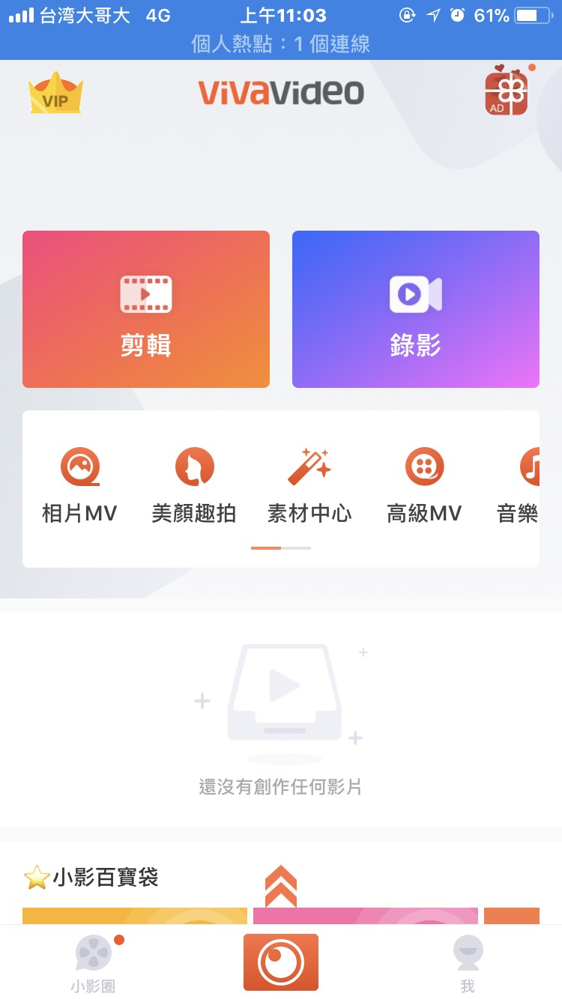 台湾大哥大 4G 上午11:03 61%
個人熱點：1 個連線
VIP
VivaVideo
AD
剪輯
錄影
相片MV
美顏趣拍
素材中心
高級MV
音樂
還沒有創作任何影片
小影百寶袋
小影圈
我